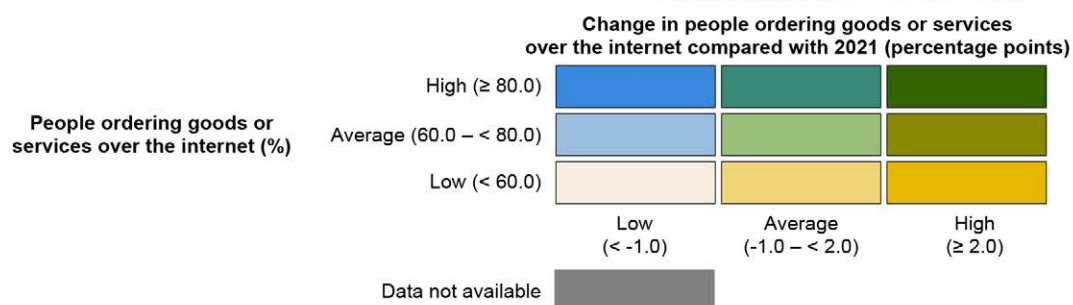 Change in people ordering goods or services
over the internet compared with 2021 (percentage points)
High (≥ 80.0)
People ordering goods or
services over the internet (%)
Average (60.0 – < 80.0)
Low (< 60.0)
Low
(< -1.0)
Average
(-1.0 – < 2.0)
High
(≥ 2.0)
Data not available